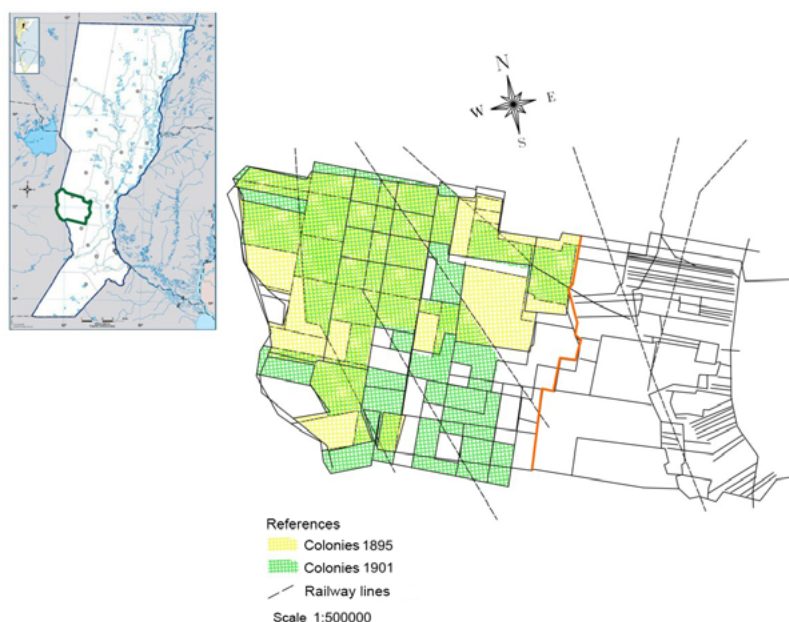 N
W E
S
References
Colonies 1895
Colonies 1901
Railway lines
Scale 1:500000